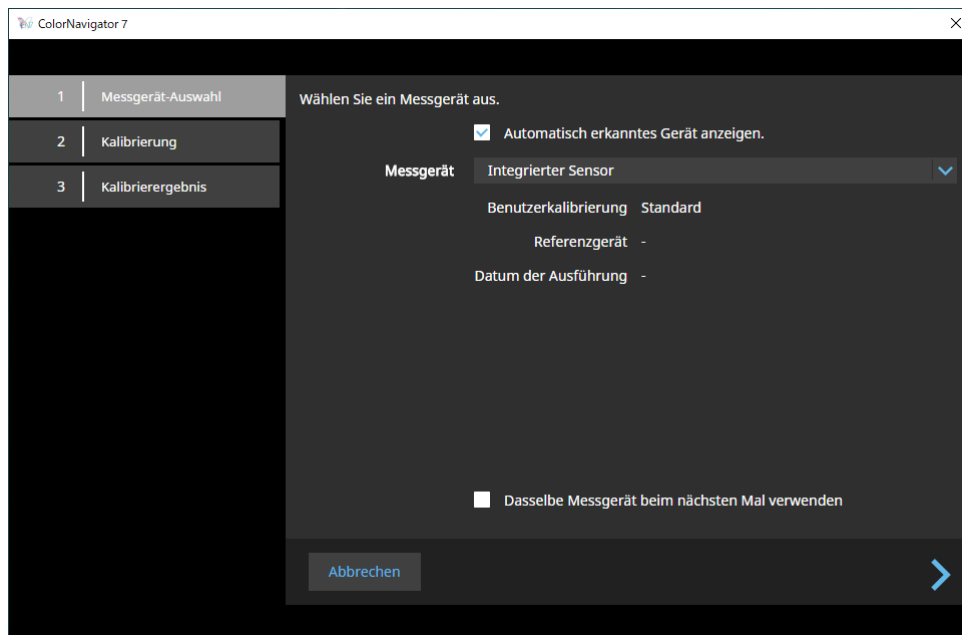 ColorNavigator 7
1 Messgerät-Auswahl
2 Kalibrierung
3 Kalibrierergebnis
Wählen Sie ein Messgerät aus.
Automatisch erkanntes Gerät anzeigen.
Messgerät Integrierter Sensor
Benutzerkalibrierung Standard
Referenzgerät -
Datum der Ausführung -
Dasselbe Messgerät beim nächsten Mal verwenden
Abbrechen